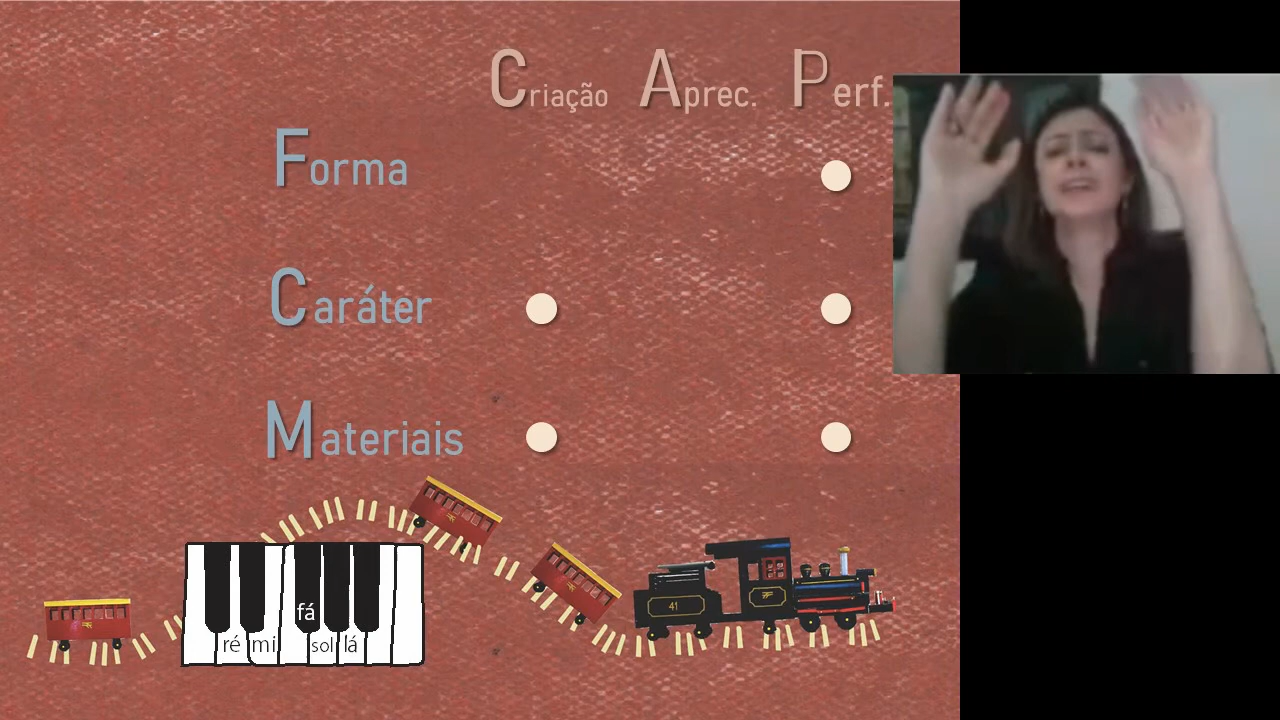 Criação Aprec. Perf.
Forma
Caráter
Materiais
fá
ré mi sol lá
41